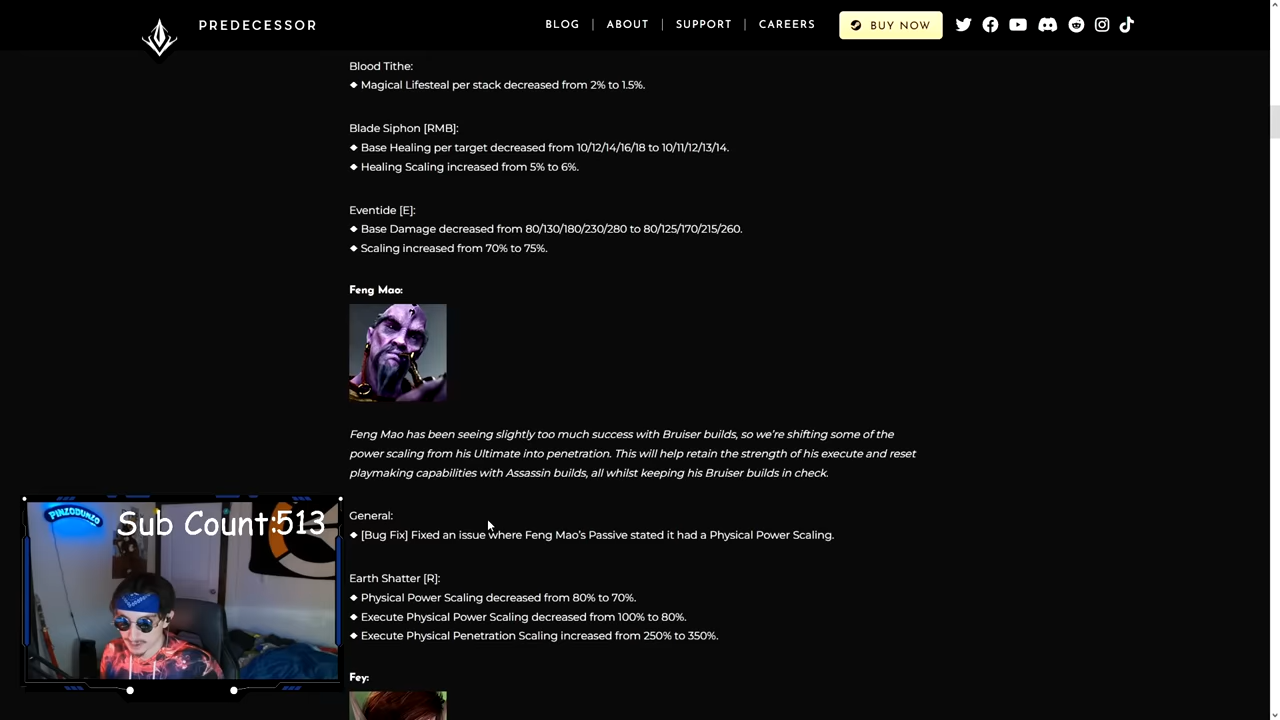 PREDECESSOR
BLOG | ABOUT | SUPPORT | CAREERS
BUY NOW
Blood Tithe:
❖ Magical Lifesteal per stack decreased from 2% to 1.5%.
Blade Siphon [RMB]:
❖ Base Healing per target decreased from 10/12/14/16/18 to 10/11/12/13/14.
❖ Healing Scaling increased from 5% to 6%.
Eventide [E]:
❖ Base Damage decreased from 80/130/180/230/280 to 80/125/170/215/260.
❖ Scaling increased from 70% to 75%.
Feng Mao:
Feng Mao has been seeing slightly too much success with Bruiser builds, so we're shifting some of the
power scaling from his Ultimate into penetration. This will help retain the strength of his execute and reset
playmaking capabilities with Assassin builds, all whilst keeping his Bruiser builds in check.
General:
❖ [Bug Fix] Fixed an issue where Feng Mao's Passive stated it had a Physical Power Scaling.
Earth Shatter [R]:
❖ Physical Power Scaling decreased from 80% to 70%.
❖ Execute Physical Power Scaling decreased from 100% to 80%.
❖ Execute Physical Penetration Scaling increased from 250% to 350%.
Fey:
PINZODUNZO
Sub Count:513